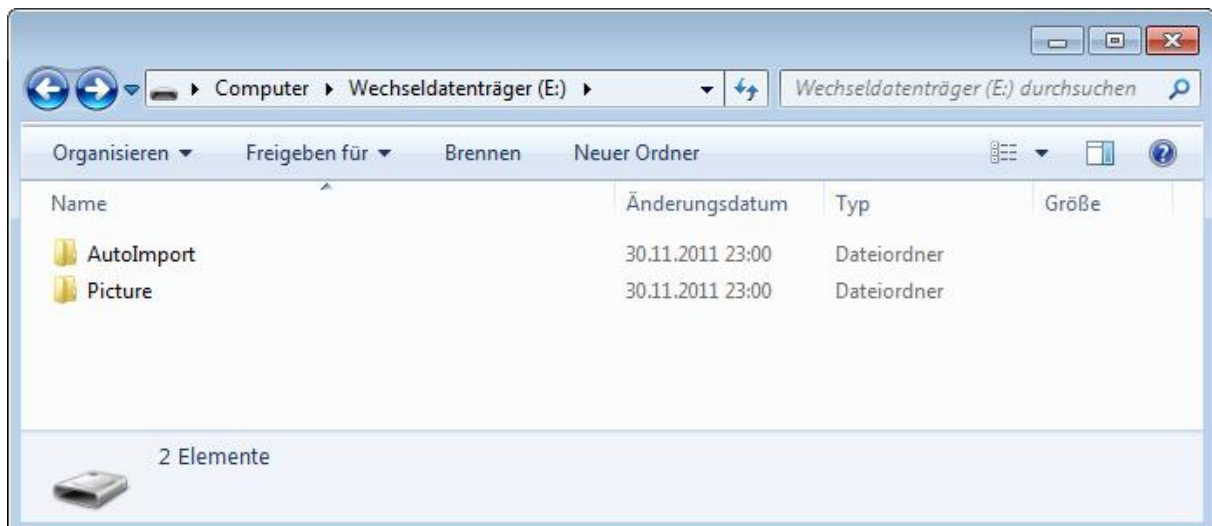 Computer Wechseldatenträger (E:) Wechseldatenträger (E:) durchsuchen
Organisieren Freigeben für Brennen Neuer Ordner
Name Änderungsdatum Typ Größe
AutoImport 30.11.2011 23:00 Dateiordner
Picture 30.11.2011 23:00 Dateiordner
2 Elemente